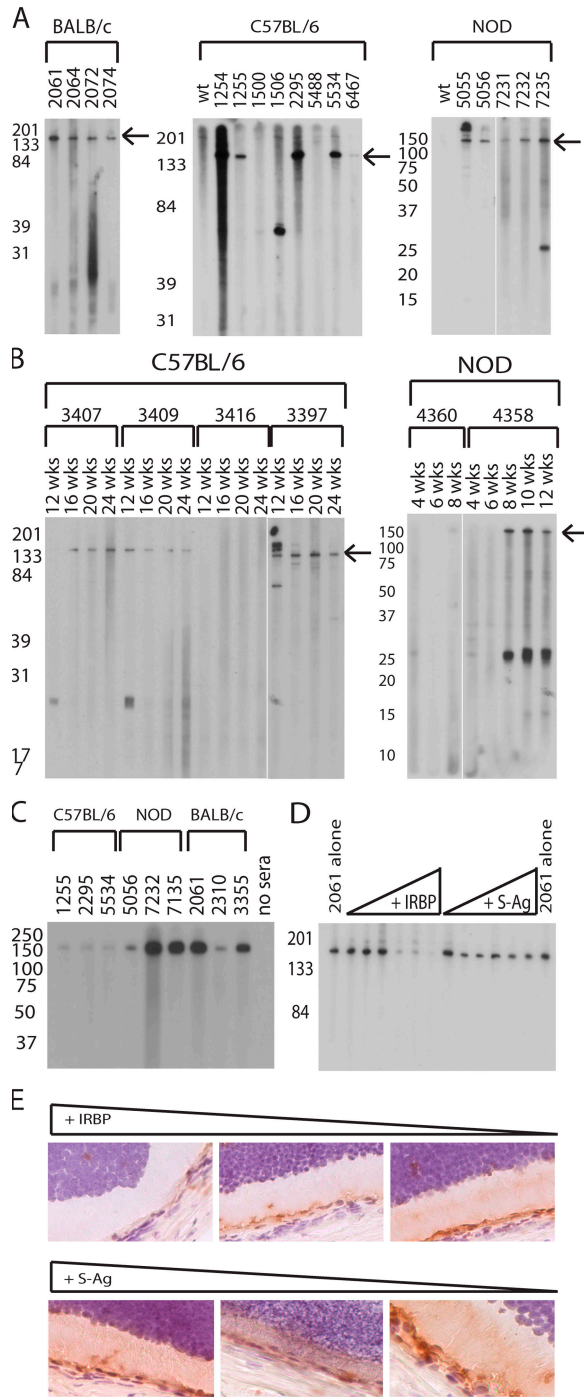 A
BALB/c
C57BL/6
NOD
2061
2064
2072
2074
wt
1254
1255
1500
1506
2295
5488
5534
6467
wt
5055
5056
7231
7232
7235
201
133
84
39
31
201
133
84
39
31
150
100
75
50
37
25
20
15
B
C57BL/6
NOD
3407
3409
3416
3397
4360
4358
12 wks
16 wks
20 wks
24 wks
12 wks
16 wks
20 wks
24 wks
12 wks
16 wks
20 wks
24 wks
12 wks
16 wks
20 wks
24 wks
4 wks
6 wks
8 wks
4 wks
6 wks
8 wks
10 wks
12 wks
201
133
84
39
31
17
7
150
100
75
50
37
25
20
15
10
C
C57BL/6
NOD
BALB/c
1255
2295
5534
5056
7232
7135
2061
2310
3355
no sera
250
150
100
75
50
37
D
2061 alone
+ IRBP
+ S-Ag
2061 alone
201
133
84
E
+ IRBP
+ S-Ag